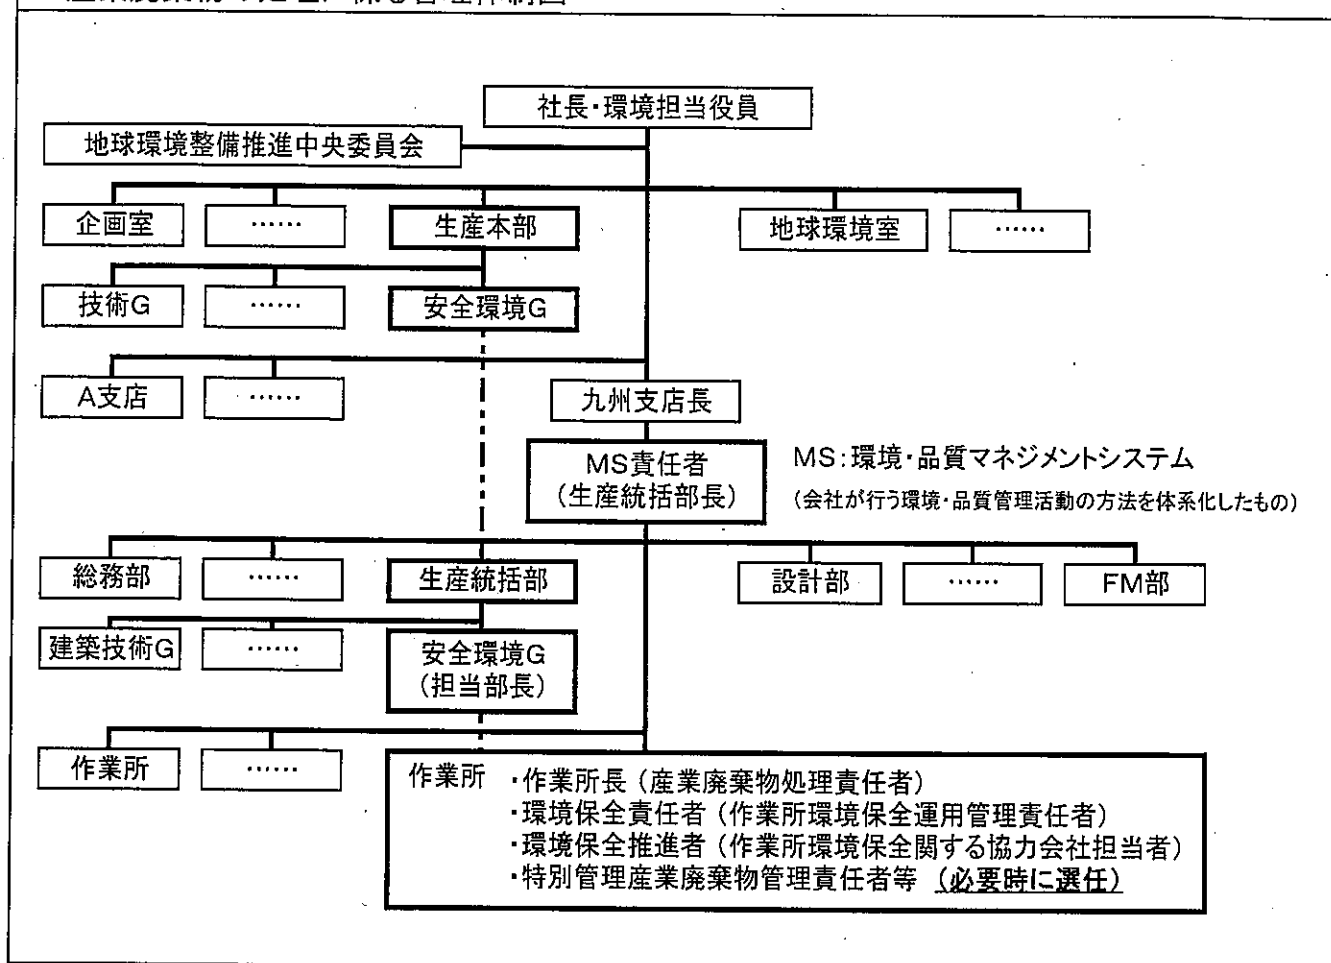 社長・環境担当役員
地球環境整備推進中央委員会
企画室
……
生産本部
地球環境室
……
技術G
……
安全環境G
A支店
……
九州支店長
MS責任者
(生産統括部長)
MS:環境・品質マネジメントシステム
(会社が行う環境・品質管理活動の方法を体系化したもの)
総務部
……
生産統括部
設計部
……
FM部
建築技術G
……
安全環境G
(担当部長)
作業所
……
作業所 ・作業所長(産業廃棄物処理責任者)
・環境保全責任者(作業所環境保全運用管理責任者)
・環境保全推進者(作業所環境保全関する協力会社担当者)
・特別管理産業廃棄物管理責任者等 (必要時に選任)